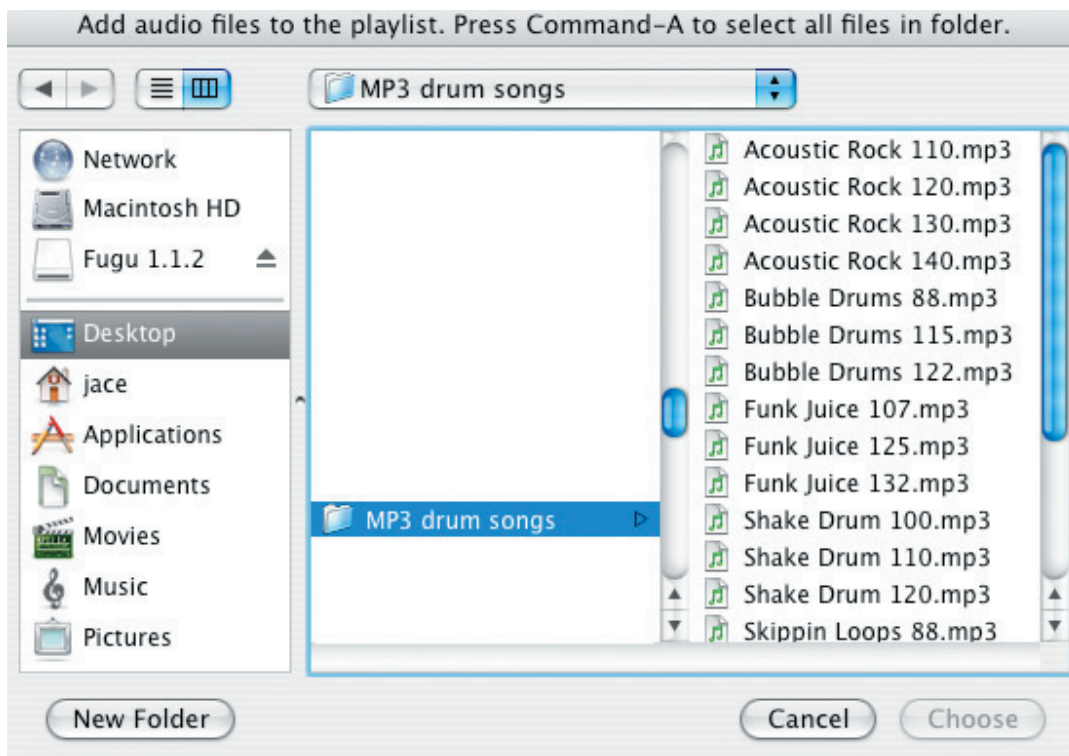 Add audio files to the playlist. Press Command-A to select all files in folder.
MP3 drum songs
Network
Macintosh HD
Fugu 1.1.2
Desktop
jace
Applications
Documents
Movies
Music
Pictures
MP3 drum songs
Acoustic Rock 110.mp3
Acoustic Rock 120.mp3
Acoustic Rock 130.mp3
Acoustic Rock 140.mp3
Bubble Drums 88.mp3
Bubble Drums 115.mp3
Bubble Drums 122.mp3
Funk Juice 107.mp3
Funk Juice 125.mp3
Funk Juice 132.mp3
Shake Drum 100.mp3
Shake Drum 110.mp3
Shake Drum 120.mp3
Skippin Loops 88.mp3
New Folder
Cancel
Choose